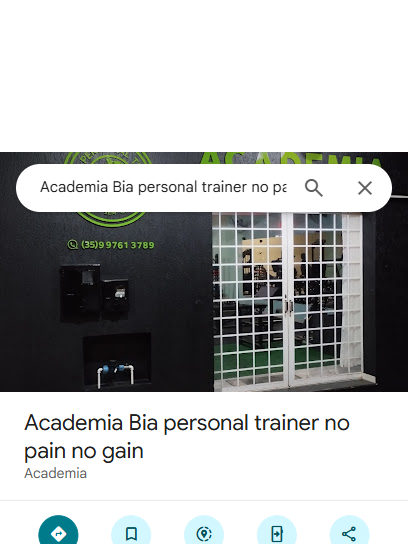 PERSONAL T
ACADEMIA
Academia Bia personal trainer no pa
(35)99761 3789
Academia Bia personal trainer no
pain no gain
Academia